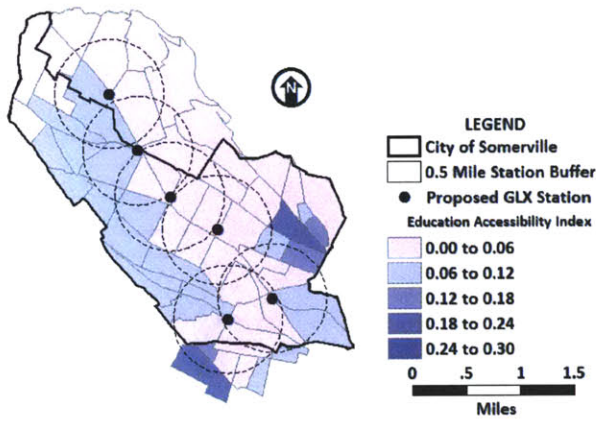 N
LEGEND
City of Somerville
0.5 Mile Station Buffer
Proposed GLX Station
Education Accessibility Index
0.00 to 0.06
0.06 to 0.12
0.12 to 0.18
0.18 to 0.24
0.24 to 0.30
0 .5 1 1.5
Miles